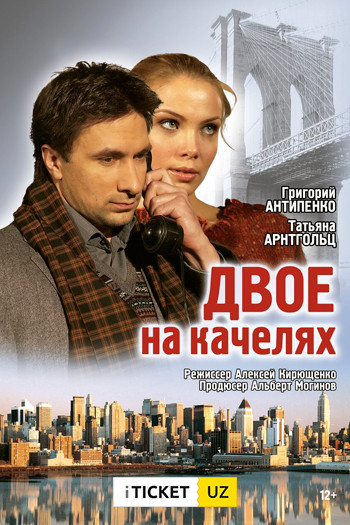 Григорий
АНТИПЕНКО
Татьяна
АРНТГОЛЬЦ
ДВОЕ
НА КАЧЕЛЯХ
Режиссер Алексей Кирющенко
Продюсер Альберт Могинов
iTICKET UZ
12+